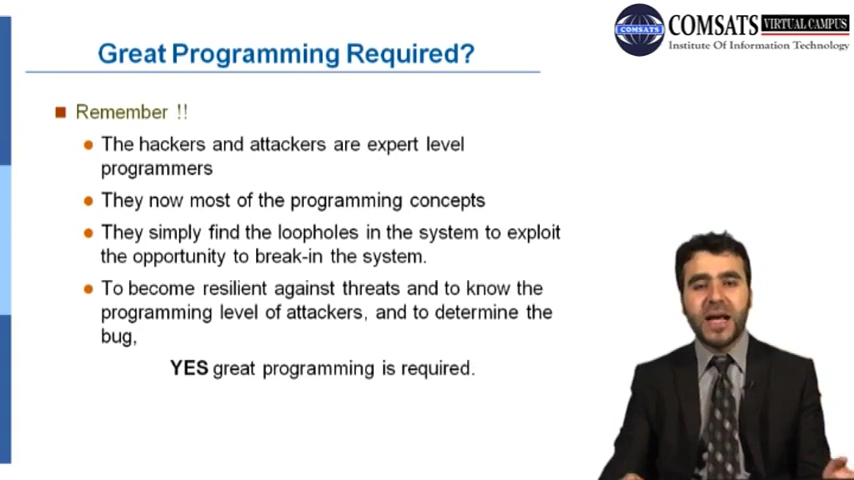 COMSATS VIRTUAL CAMPUS
COMSATS
Institute Of Information Technology
Great Programming Required?
Remember !!
The hackers and attackers are expert level
programmers
They now most of the programming concepts
They simply find the loopholes in the system to exploit
the opportunity to break-in the system.
To become resilient against threats and to know the
programming level of attackers, and to determine the
bug,
YES great programming is required.